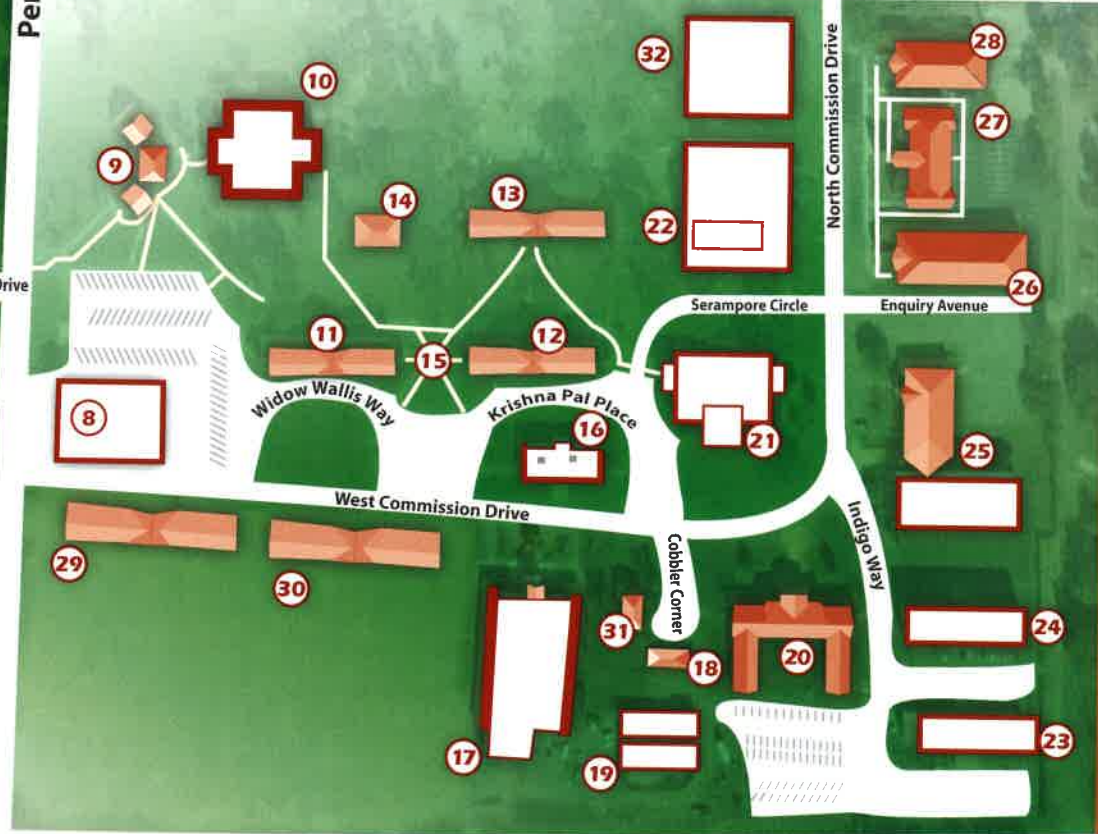 Per
32
28
10
North Commission Drive
27
9
14
13
22
26
Drive
Serampore Circle
Enquiry Avenue
11
12
15
Widow Wallis Way
Krishna Pal Place
8
16
21
25
West Commission Drive
Indigo Way
29
Cobbler Corner
30
31
24
20
18
23
17
19